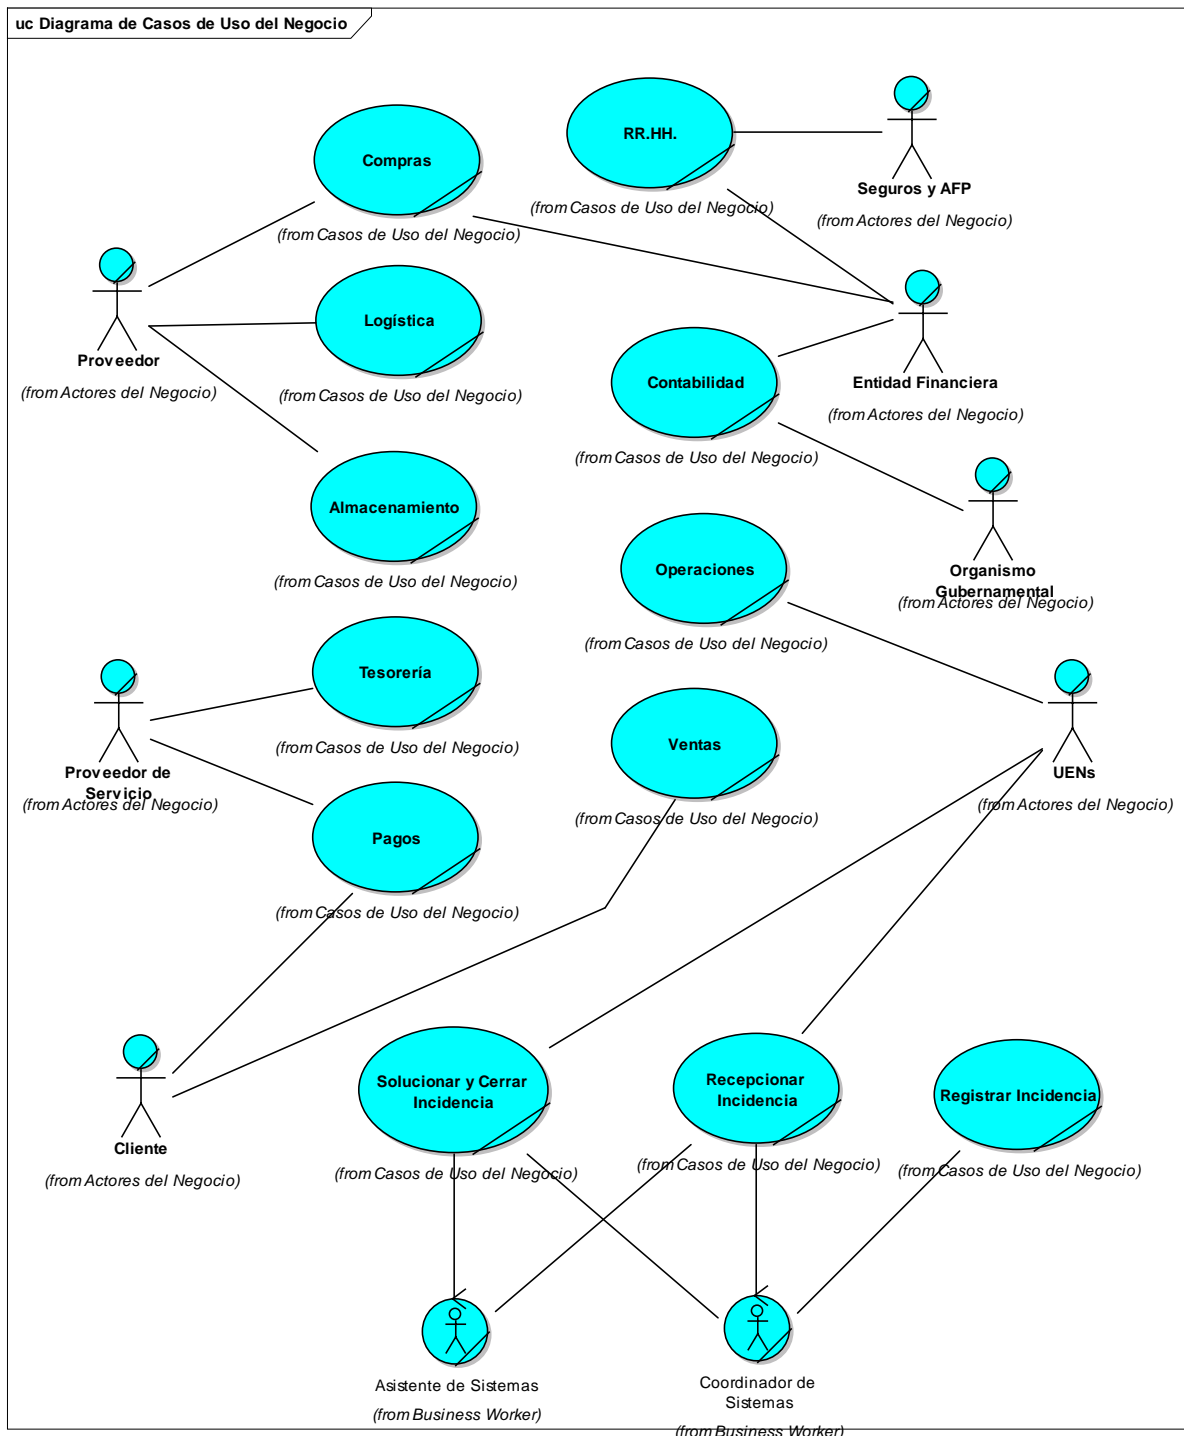 uc Diagrama de Casos de Uso del Negocio
RR.HH.
(from Casos de Uso del Negocio)
Seguros y AFP
(from Actores del Negocio)
Compras
(from Casos de Uso del Negocio)
Proveedor
(from Actores del Negocio)
Logística
(from Casos de Uso del Negocio)
Entidad Financiera
(from Actores del Negocio)
Contabilidad
(from Casos de Uso del Negocio)
Almacenamiento
(from Casos de Uso del Negocio)
Organismo
Gubernamental
(from Actores del Negocio)
Operaciones
(from Casos de Uso del Negocio)
Tesorería
(from Casos de Uso del Negocio)
Proveedor de
Servicio
(from Actores del Negocio)
Ventas
(from Casos de Uso del Negocio)
UENs
(from Actores del Negocio)
Pagos
(from Casos de Uso del Negocio)
Cliente
(from Actores del Negocio)
Solucionar y Cerrar
Incidencia
(from Casos de Uso del Negocio)
Recepcionar
Incidencia
(from Casos de Uso del Negocio)
Registrar Incidencia
(from Casos de Uso del Negocio)
Asistente de Sistemas
(from Business Worker)
Coordinador de
Sistemas
(from Business Worker)